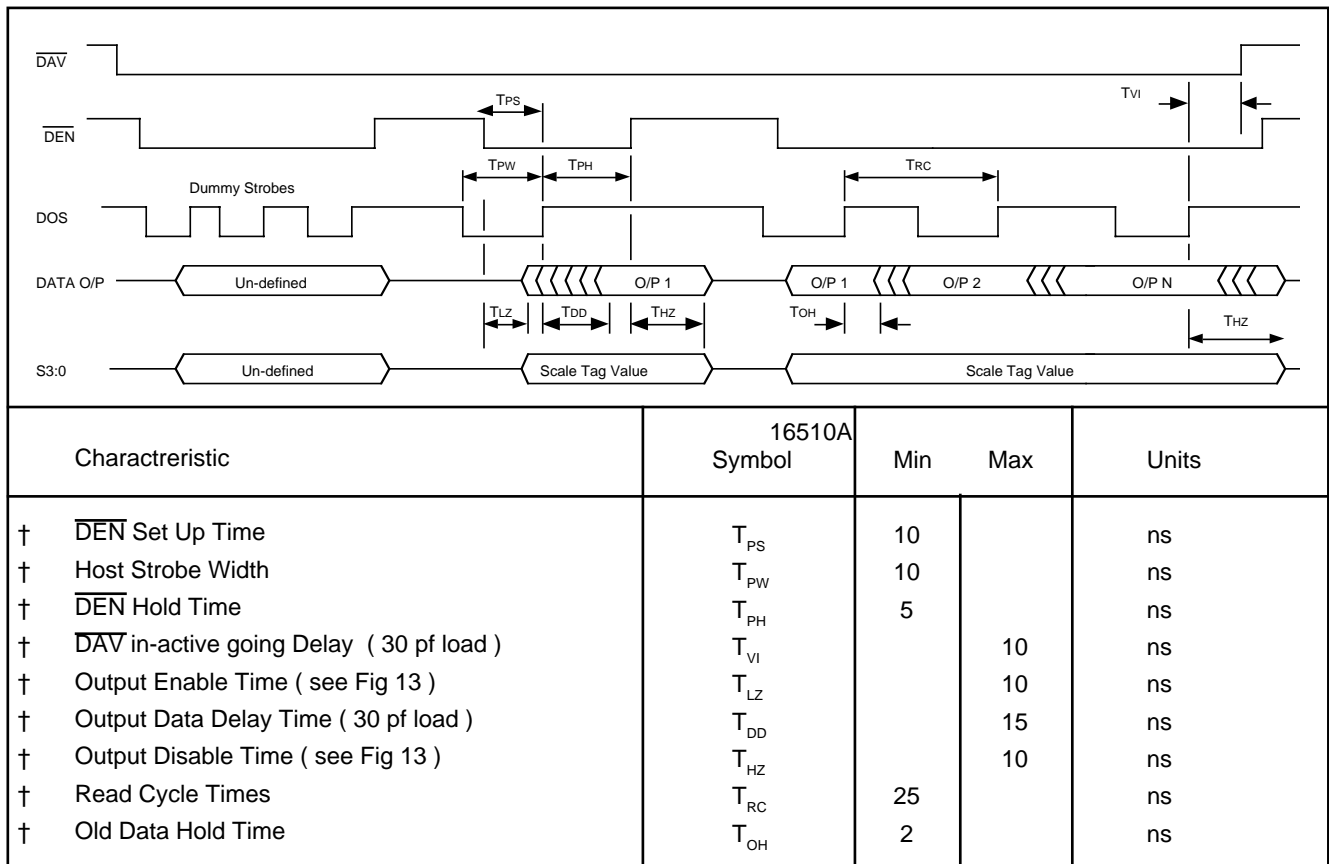 DAV
TPS
TVI
DEN
TPW TPH TRC
Dummy Strobes
DOS
DATA O/P Un-defined O/P 1 O/P 1 O/P 2 O/P N
TLZ TDD THZ TOH THZ
S3:0 Un-defined Scale Tag Value Scale Tag Value
16510A
Charactreristic Symbol Min Max Units
† DEN Set Up Time TPS 10 ns
† Host Strobe Width TPW 10 ns
† DEN Hold Time TPH 5 ns
† DAV in-active going Delay ( 30 pf load ) TVI 10 ns
† Output Enable Time ( see Fig 13 ) TLZ 10 ns
† Output Data Delay Time ( 30 pf load ) TDD 15 ns
† Output Disable Time ( see Fig 13 ) THZ 10 ns
† Read Cycle Times TRC 25 ns
† Old Data Hold Time TOH 2 ns